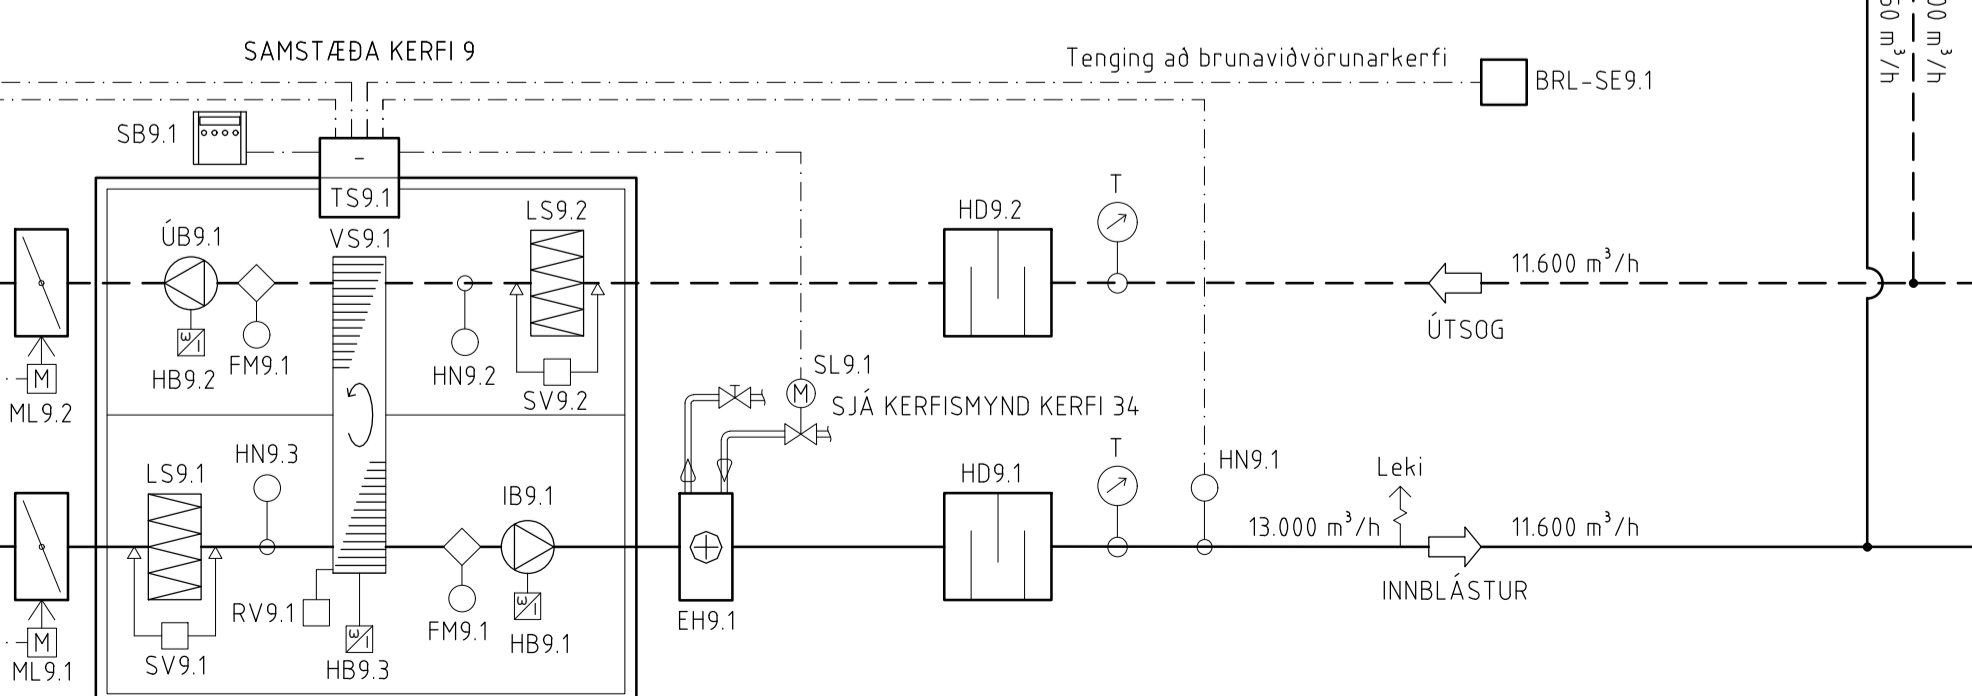 SAMSTÆÐA KERFI 9
Tenging að brunaviðvörunarkerfi
BRL-SE9.1
m³/h
m³/h
SB9.1
-
TS9.1
VS9.1
LS9.2
ÚB9.1
HD9.2
T
11.600 m³/h
ÚTSOG
ω
I
HB9.2
FM9.1
HN9.2
SV9.2
M
ML9.2
SL9.1
M
SJÁ KERFISMYND KERFI 34
HN9.3
LS9.1
IB9.1
HD9.1
T
HN9.1
Leki
13.000 m³/h
11.600 m³/h
INNBLÁSTUR
RV9.1
ω
I
HB9.3
FM9.1
ω
I
HB9.1
EH9.1
M
ML9.1
SV9.1